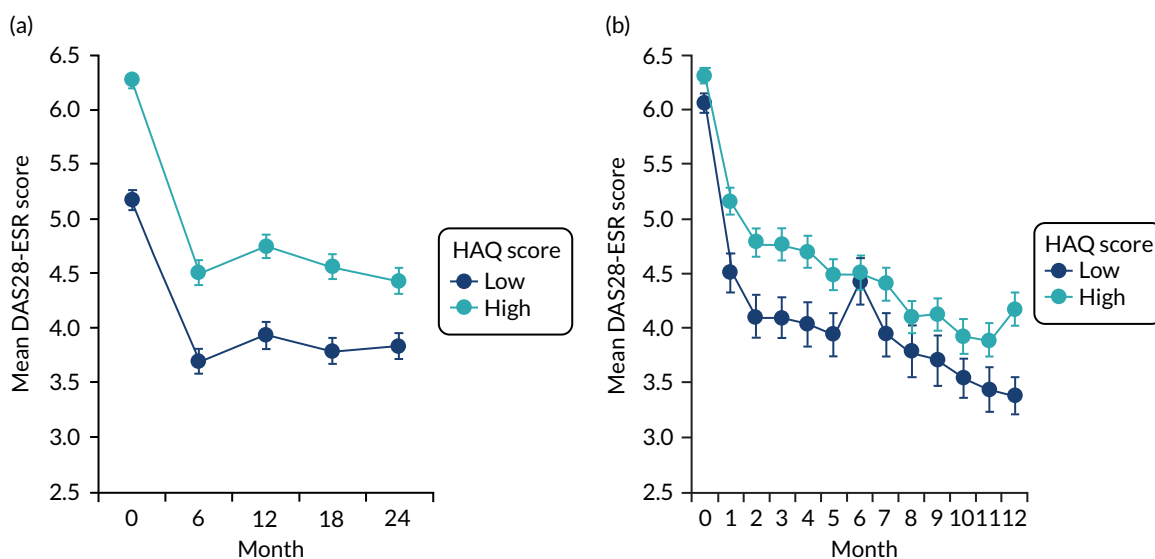 (a)
6.5
6.0
5.5
5.0
4.5
4.0
3.5
3.0
2.5
Mean DAS28-ESR score
0 6 12 18 24
Month
HAQ score
Low
High
(b)
6.5
6.0
5.5
5.0
4.5
4.0
3.5
3.0
2.5
Mean DAS28-ESR score
0 1 2 3 4 5 6 7 8 9 10 11 12
Month
HAQ score
Low
High